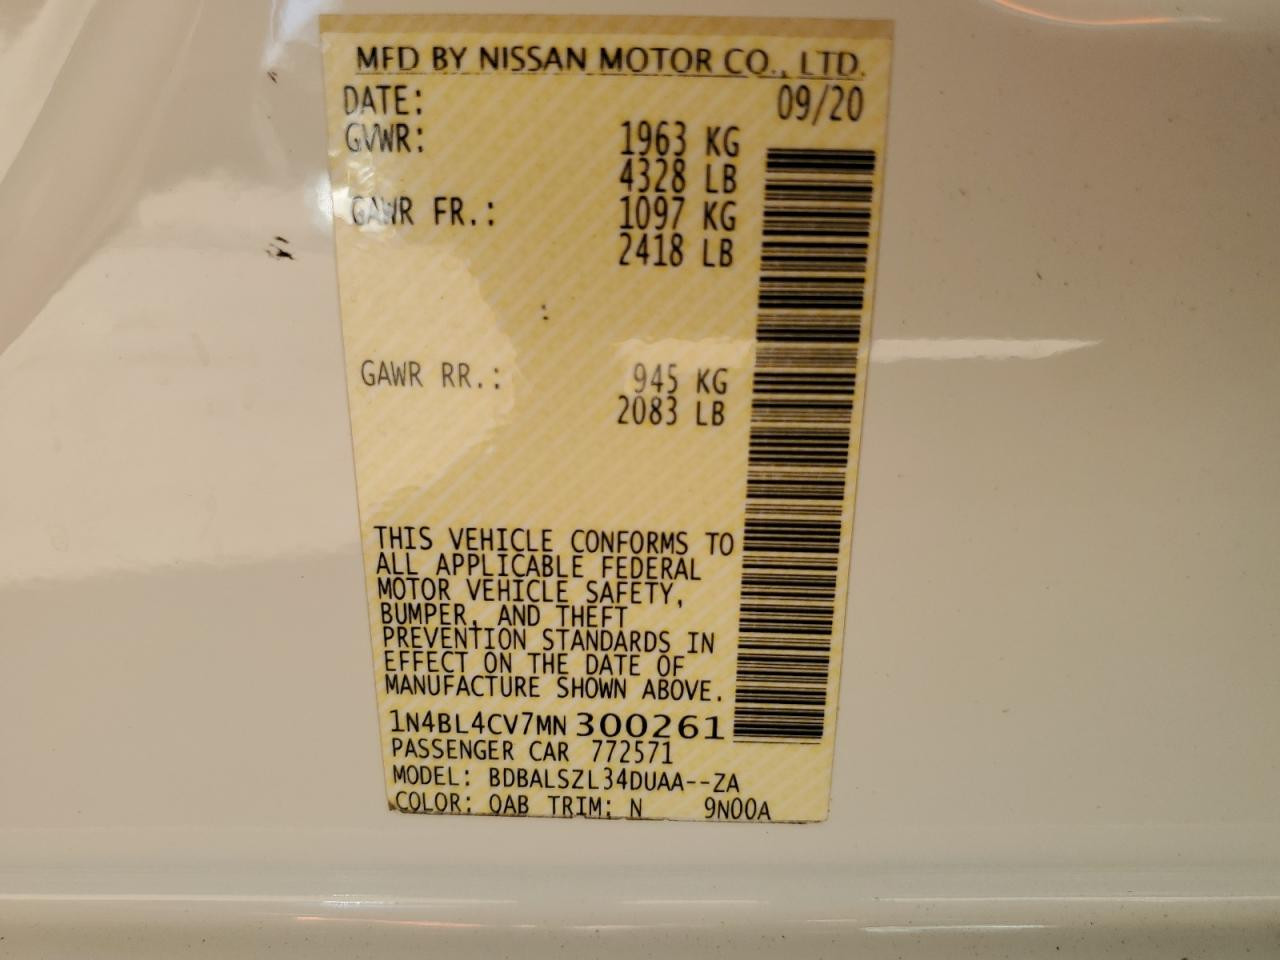 MFD BY NISSAN MOTOR CO., LTD.
DATE: 09/20
GVWR: 1963 KG
4328 LB
GAWR FR.: 1097 KG
2418 LB
:
GAWR RR.: 945 KG
2083 LB
THIS VEHICLE CONFORMS TO
ALL APPLICABLE FEDERAL
MOTOR VEHICLE SAFETY,
BUMPER, AND THEFT
PREVENTION STANDARDS IN
EFFECT ON THE DATE OF
MANUFACTURE SHOWN ABOVE.
1N4BL4CV7MN300261
PASSENGER CAR 772571
MODEL: BDBALSZL34DUAA--ZA
COLOR: QAB TRIM: N 9N00A